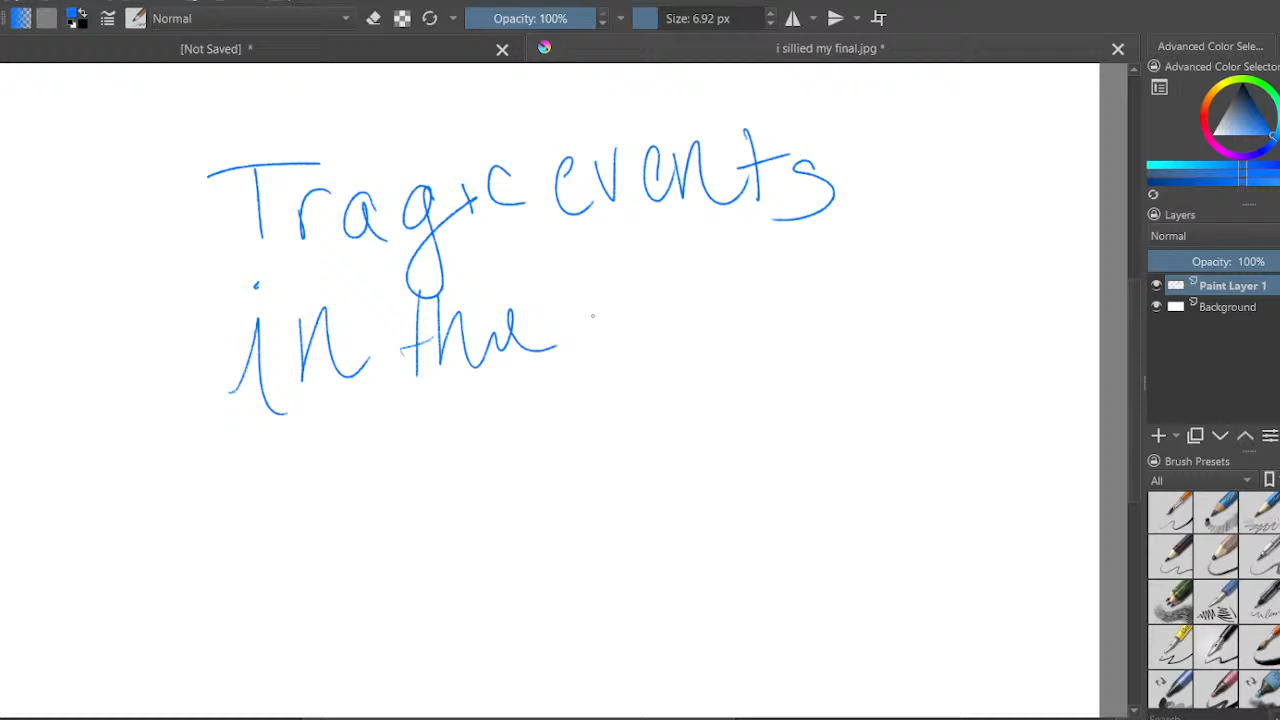 Normal
Opacity: 100%
Size: 6.92 px
[Not Saved] *
i sillied my final.jpg *
Advanced Color Sele...
Advanced Color Selector
Tragic events
in the
Layers
Normal
Opacity: 100%
Paint Layer 1
Background
Brush Presets
All